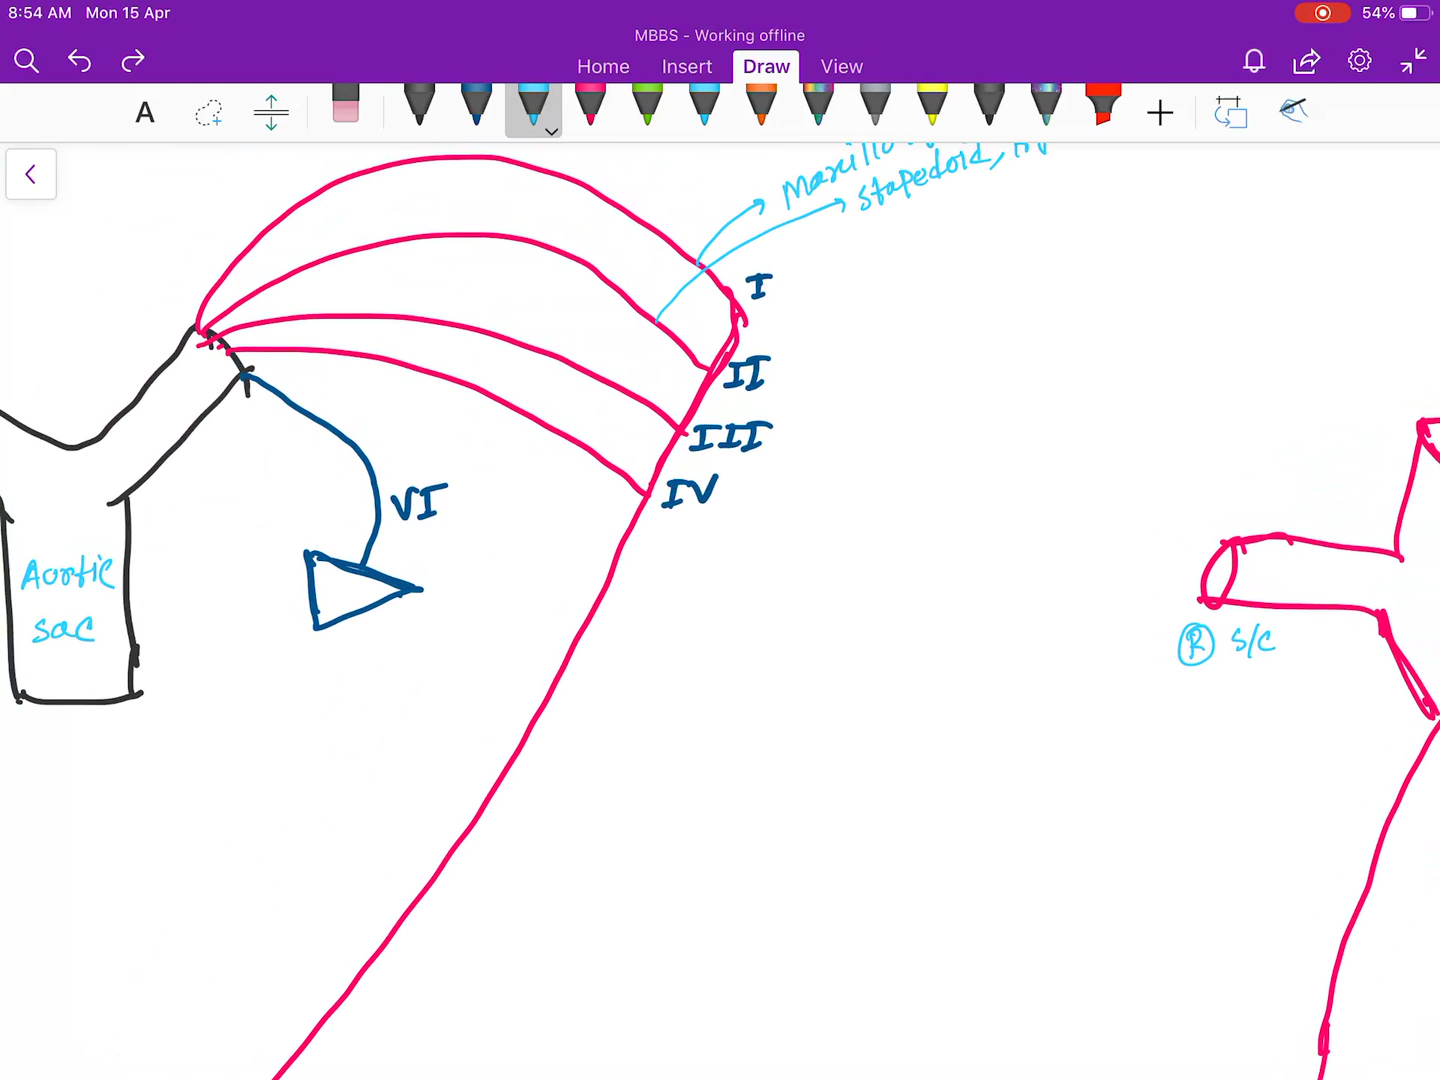 8:54 AM Mon 15 Apr
54%
MBBS - Working offline
Home Insert Draw View
A
stapedoid,
I
II
III
IV
VI
Aortic
sac
R S/C